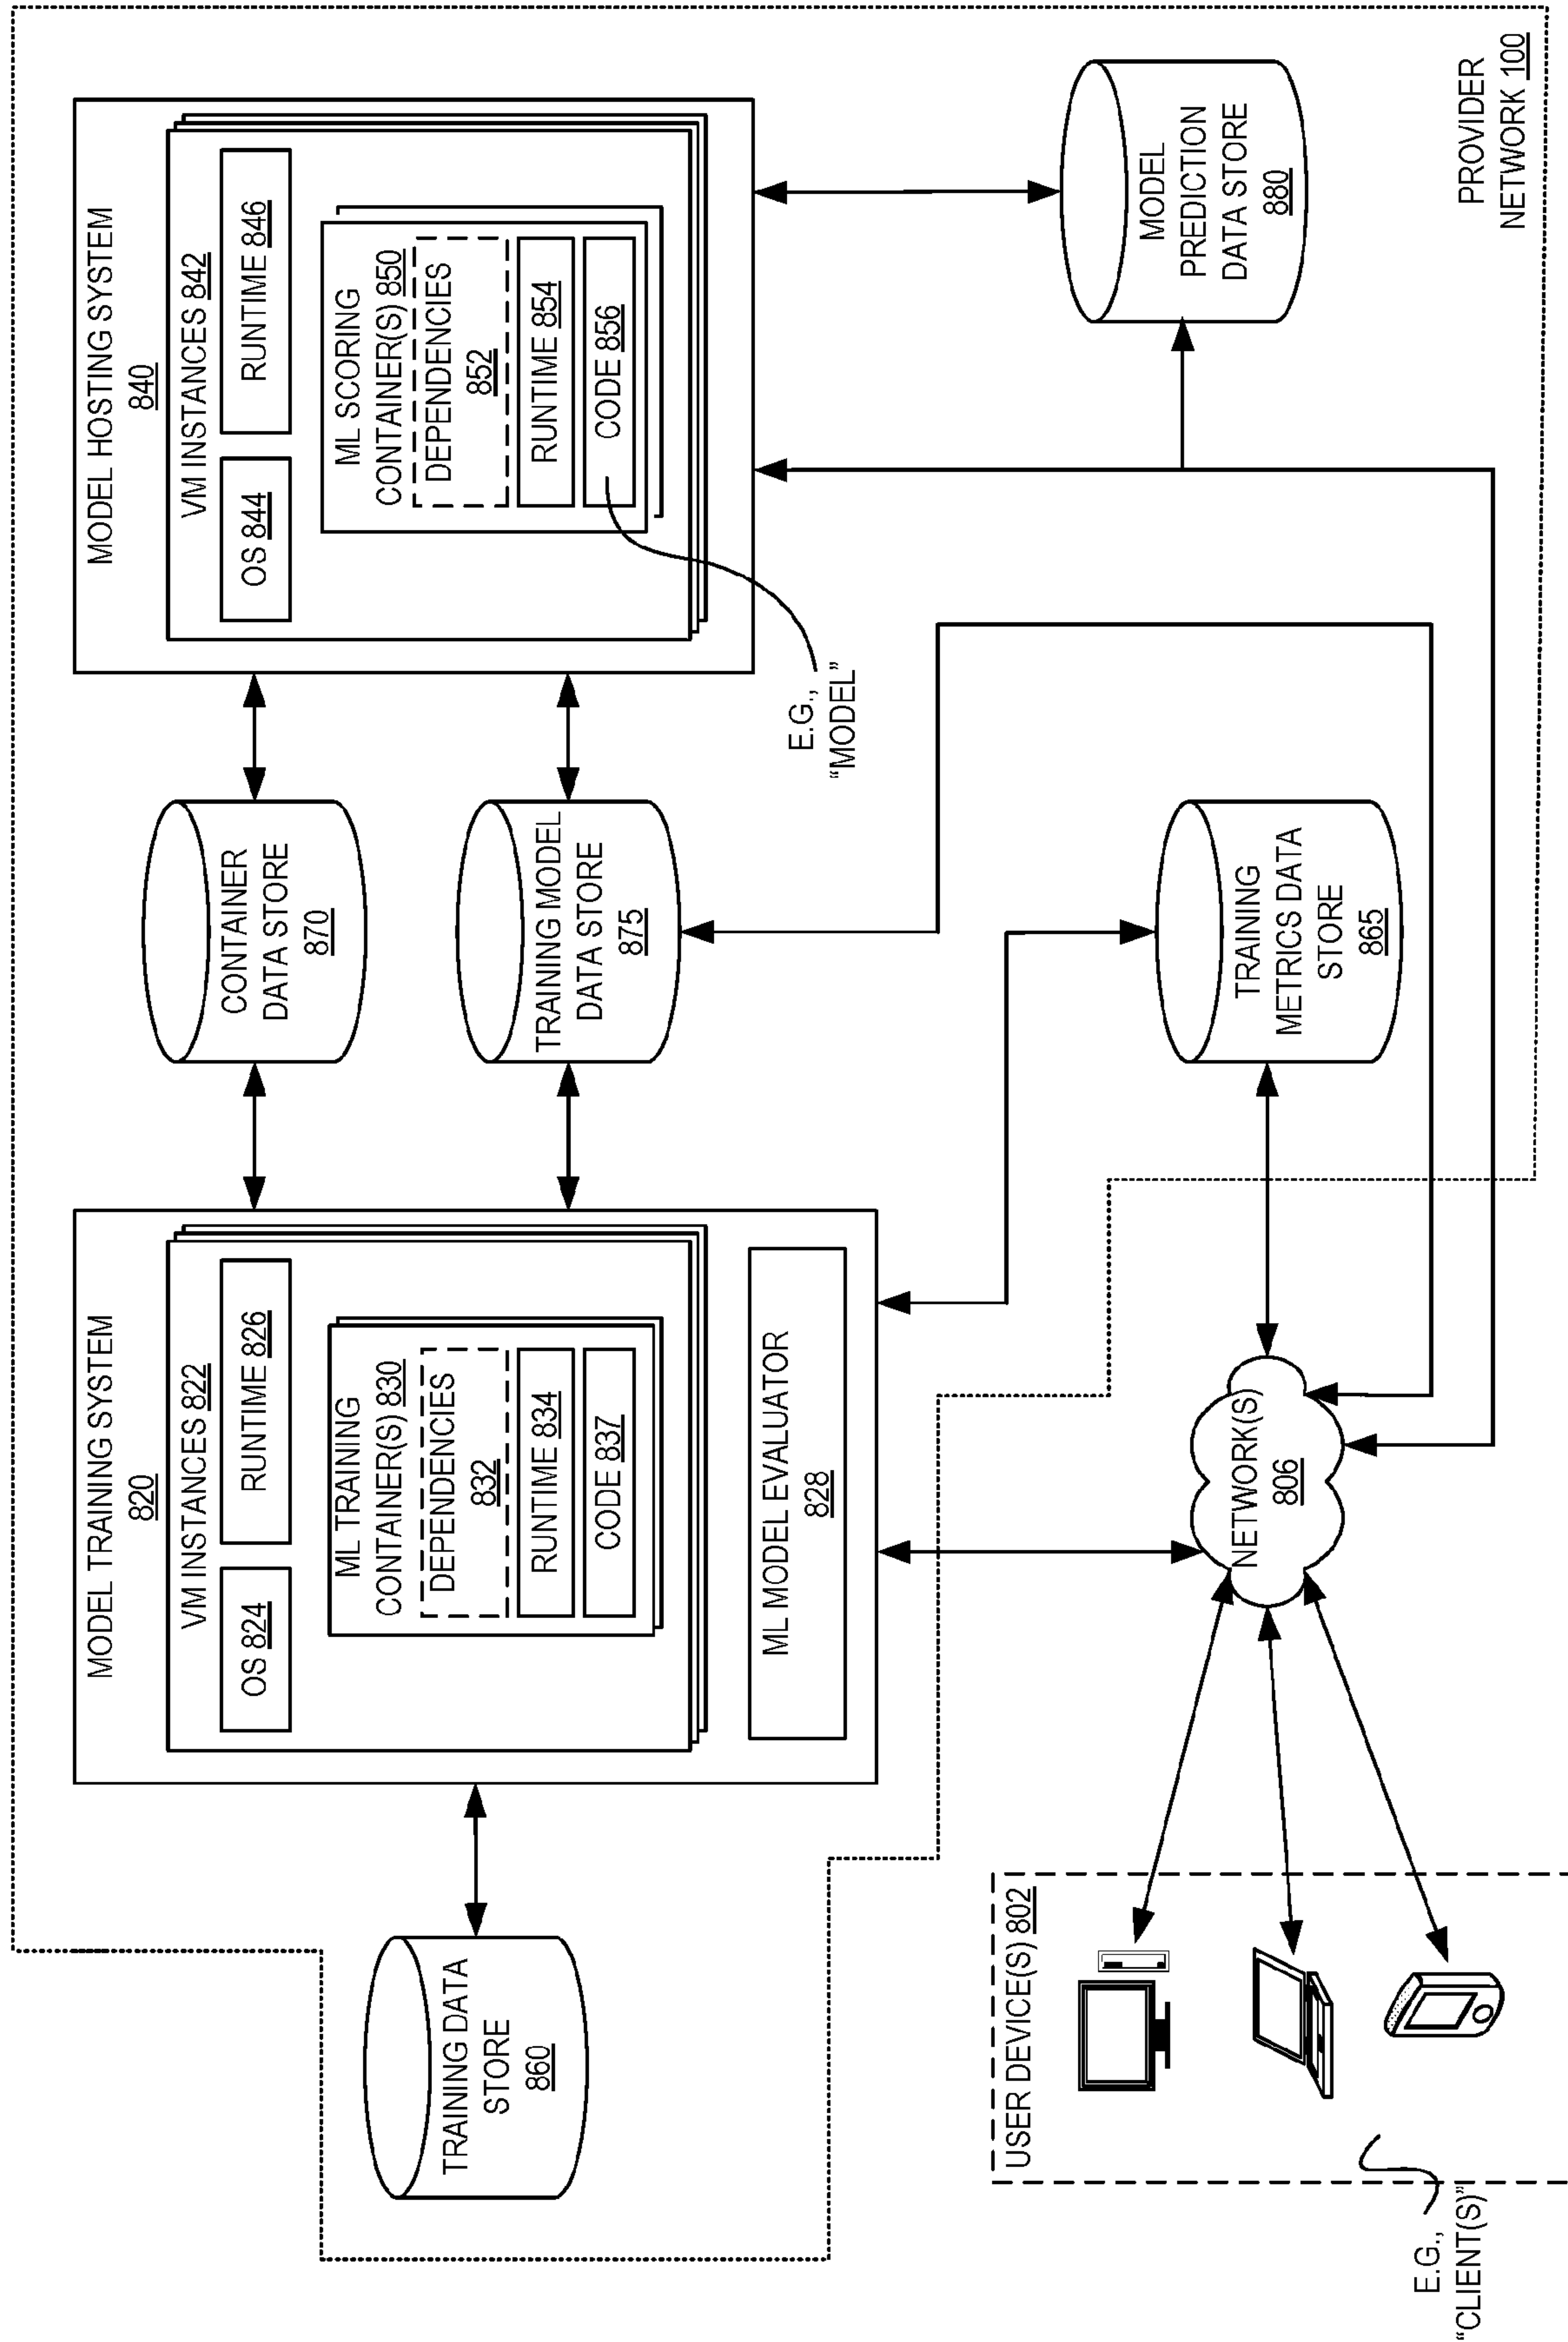 MODEL TRAINING SYSTEM
820
VM INSTANCES 822
OS 824
RUNTIME 826
ML TRAINING
CONTAINER(S) 830
DEPENDENCIES
832
RUNTIME 834
CODE 837
ML MODEL EVALUATOR
828
TRAINING DATA
STORE
860
CONTAINER
DATA STORE
870
TRAINING MODEL
DATA STORE
875
MODEL HOSTING SYSTEM
840
VM INSTANCES 842
OS 844
RUNTIME 846
ML SCORING
CONTAINER(S) 850
DEPENDENCIES
852
RUNTIME 854
CODE 856
E.G.,
“MODEL”
TRAINING
METRICS DATA
STORE
865
MODEL
PREDICTION
DATA STORE
880
PROVIDER
NETWORK 100
NETWORK(S)
806
USER DEVICE(S) 802
E.G.,
“CLIENT(S)”